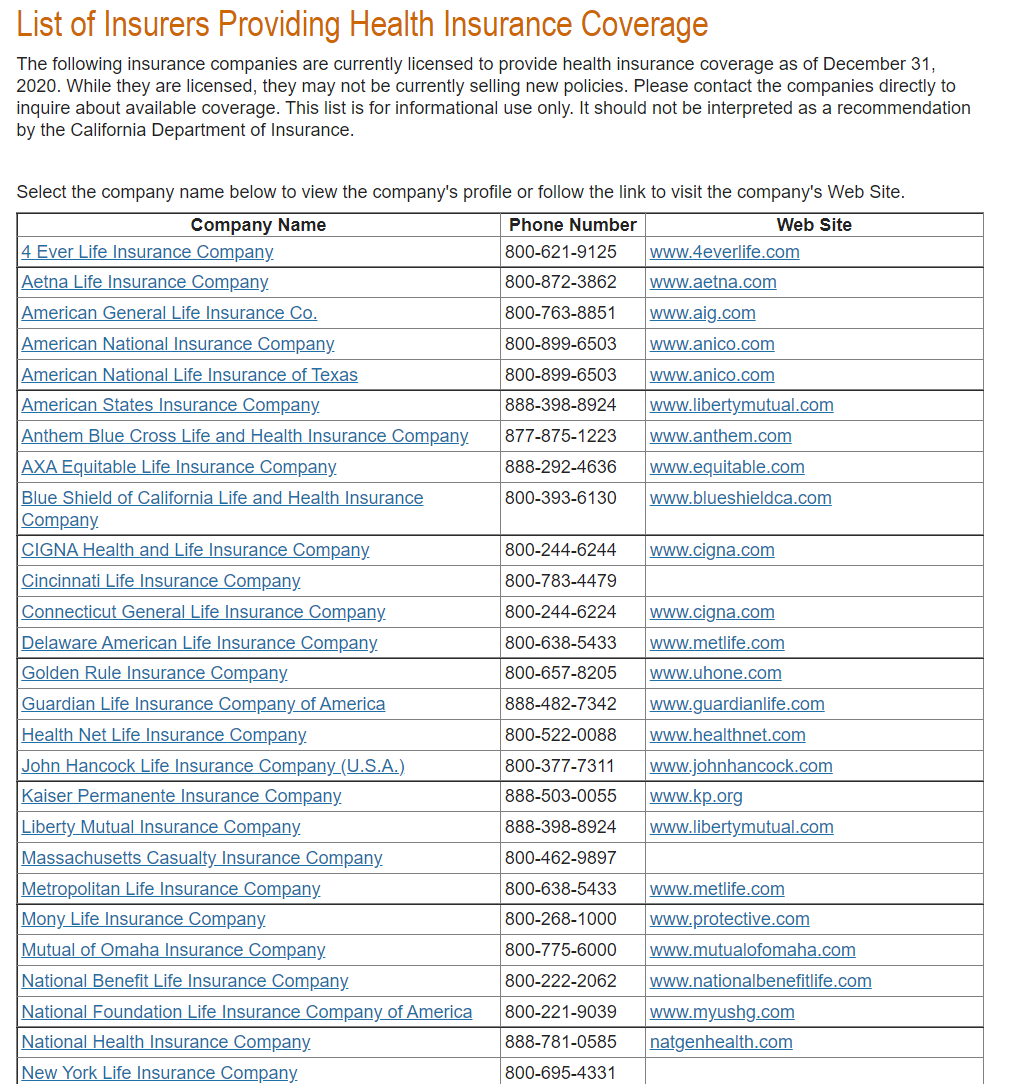 List of Insurers Providing Health Insurance Coverage
The following insurance companies are currently licensed to provide health insurance coverage as of December 31,
2020. While they are licensed, they may not be currently selling new policies. Please contact the companies directly to
inquire about available coverage. This list is for informational use only. It should not be interpreted as a recommendation
by the California Department of Insurance.
Select the company name below to view the company's profile or follow the link to visit the company's Web Site.
Company Name Phone Number Web Site
4 Ever Life Insurance Company 800-621-9125 www.4everlife.com
Aetna Life Insurance Company 800-872-3862 www.aetna.com
American General Life Insurance Co. 800-763-8851 www.aig.com
American National Insurance Company 800-899-6503 www.anico.com
American National Life Insurance of Texas 800-899-6503 www.anico.com
American States Insurance Company 888-398-8924 www.libertymutual.com
Anthem Blue Cross Life and Health Insurance Company 877-875-1223 www.anthem.com
AXA Equitable Life Insurance Company 888-292-4636 www.equitable.com
Blue Shield of California Life and Health Insurance 800-393-6130 www.blueshieldca.com
Company
CIGNA Health and Life Insurance Company 800-244-6244 www.cigna.com
Cincinnati Life Insurance Company 800-783-4479
Connecticut General Life Insurance Company 800-244-6224 www.cigna.com
Delaware American Life Insurance Company 800-638-5433 www.metlife.com
Golden Rule Insurance Company 800-657-8205 www.uhone.com
Guardian Life Insurance Company of America 888-482-7342 www.guardianlife.com
Health Net Life Insurance Company 800-522-0088 www.healthnet.com
John Hancock Life Insurance Company (U.S.A.) 800-377-7311 www.johnhancock.com
Kaiser Permanente Insurance Company 888-503-0055 www.kp.org
Liberty Mutual Insurance Company 888-398-8924 www.libertymutual.com
Massachusetts Casualty Insurance Company 800-462-9897
Metropolitan Life Insurance Company 800-638-5433 www.metlife.com
Mony Life Insurance Company 800-268-1000 www.protective.com
Mutual of Omaha Insurance Company 800-775-6000 www.mutualofomaha.com
National Benefit Life Insurance Company 800-222-2062 www.nationalbenefitlife.com
National Foundation Life Insurance Company of America 800-221-9039 www.myushg.com
National Health Insurance Company 888-781-0585 natgenhealth.com
New York Life Insurance Company 800-695-4331